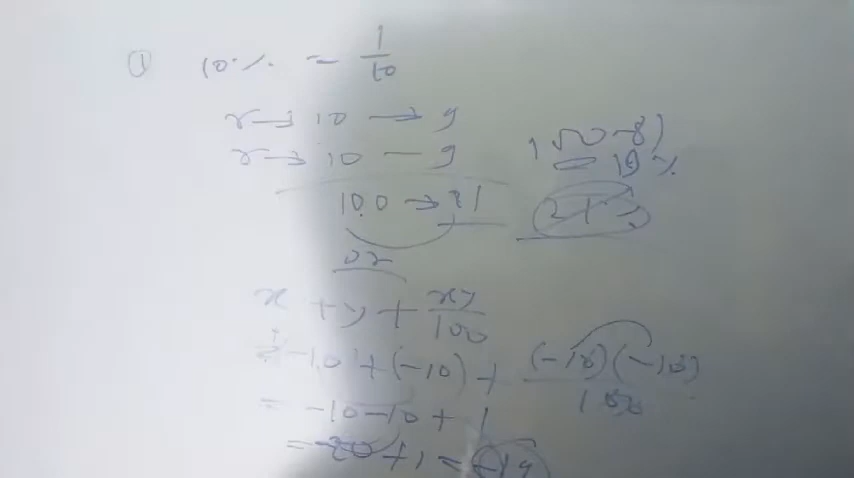 ① 10% = 1/10
r → 10 → 9
r → 10 – 9
100 → 81
100-81
= 19%
or
x + y + xy/100
= -10 + (-10) + (-10)(-10)/100
= -10-10 + 1
= -20+1 = -19